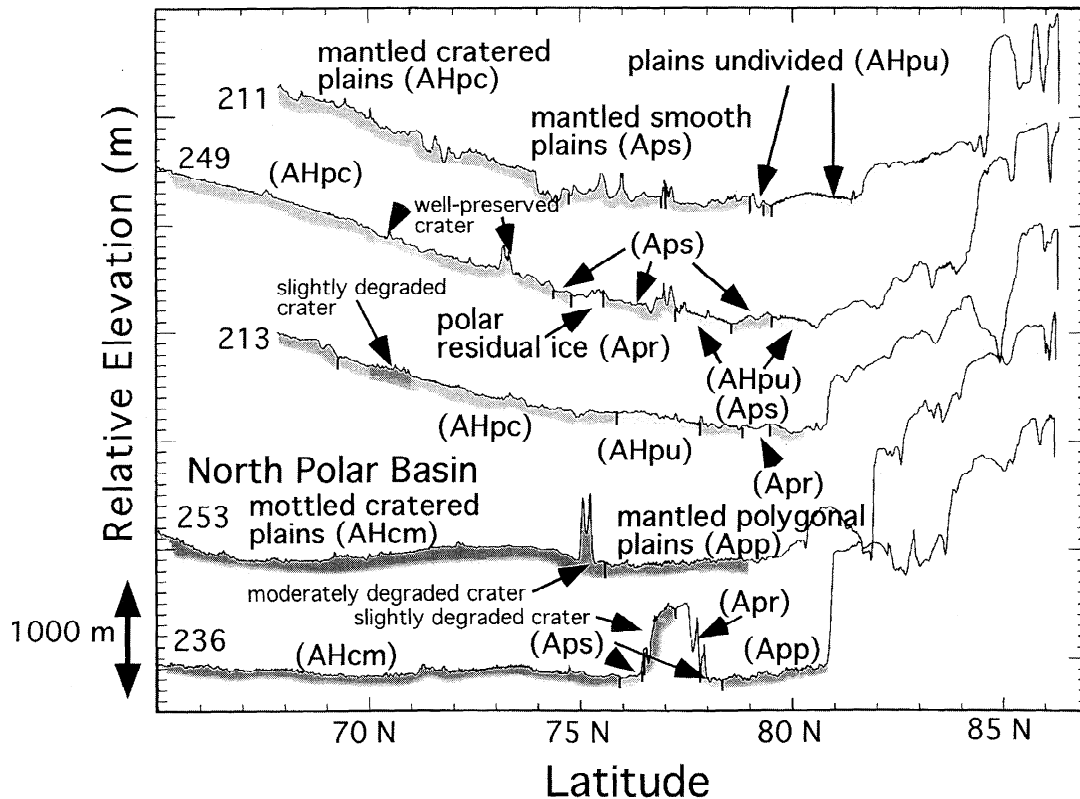 mantled cratered
plains (AHpc)
plains undivided (AHpu)
211
mantled smooth
plains (Aps)
249
(AHpc)
well-preserved
crater
(Aps)
slightly degraded
crater
polar
residual ice (Apr)
213
(AHpu)
(Aps)
(AHpc)
(AHpu)
(Apr)
North Polar Basin
253
mottled cratered
plains (AHcm)
mantled polygonal
plains (App)
moderately degraded crater
slightly degraded crater
(Apr)
1000 m
236
(AHcm)
(Aps)
(App)
Relative Elevation (m)
70 N
75 N
80 N
85 N
Latitude